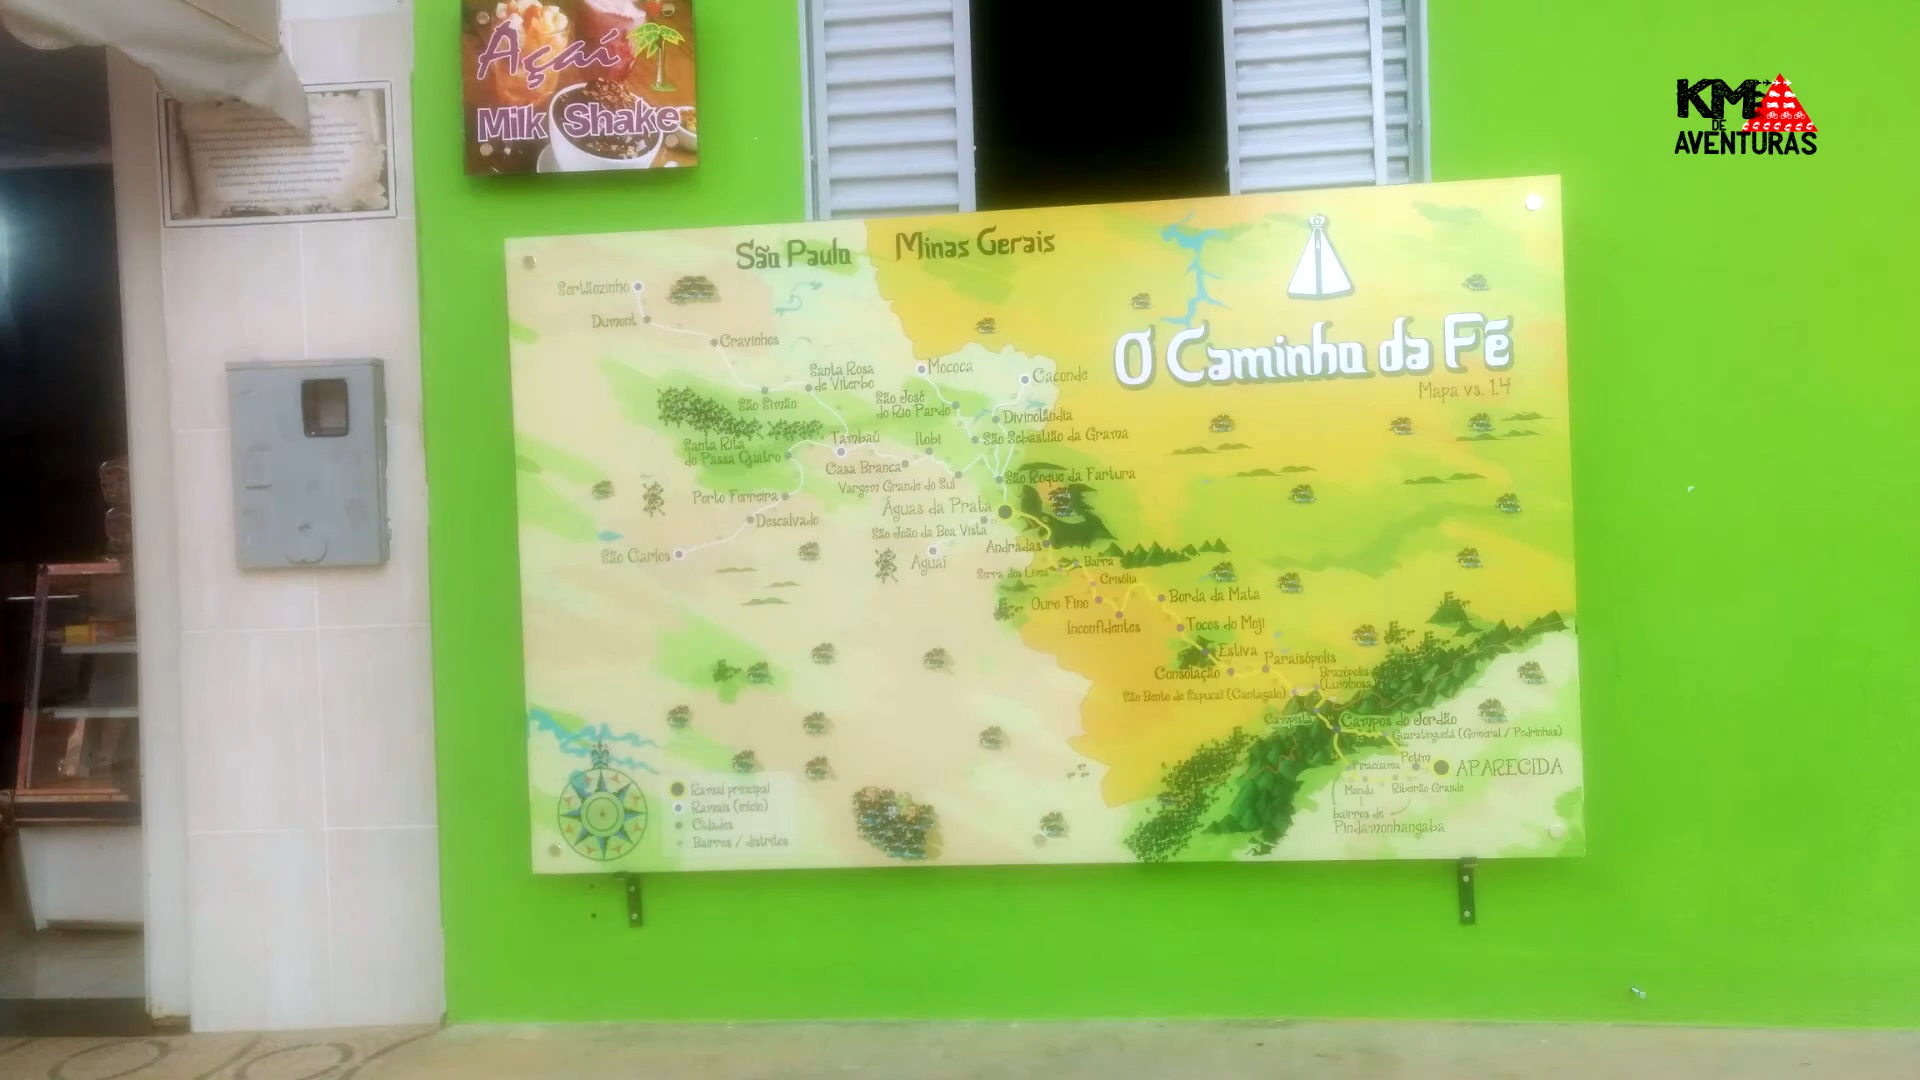 Açaí
Milk Shake
KM
DE
AVENTURAS
São Paulo
Minas Gerais
O Caminho da Fé
Mapa vs. 1.4
Sertãozinho
Dumont
Cravinhos
São Simão
Santa Rosa
de Viterbo
Mococa
Caconde
São José
do Rio Pardo
Divinolândia
São Sebastião da Grama
Santa Rita
do Passa Quatro
Tambaú
Itobi
Casa Branca
Vargem Grande do Sul
São Roque da Fartura
Porto Ferreira
Descalvado
São Carlos
Águas da Prata
São João da Boa Vista
Aguaí
Andradas
Serra dos Lima
Barra
Crisólia
Ouro Fino
Inconfidentes
Borda da Mata
Tocos do Moji
Estiva
Consolação
Paraisópolis
Brazópolis
(Luminosa)
São Bento do Sapucaí (Cantagalo)
Campista
Campos do Jordão
Guaratinguetá (Gomeral / Pedrinhas)
Piracuama
Potim
APARECIDA
Mandu
Ribeirão Grande
bairros de
Pindamonhangaba
Ramal principal
Ramais (início)
Cidades
Bairros / distritos